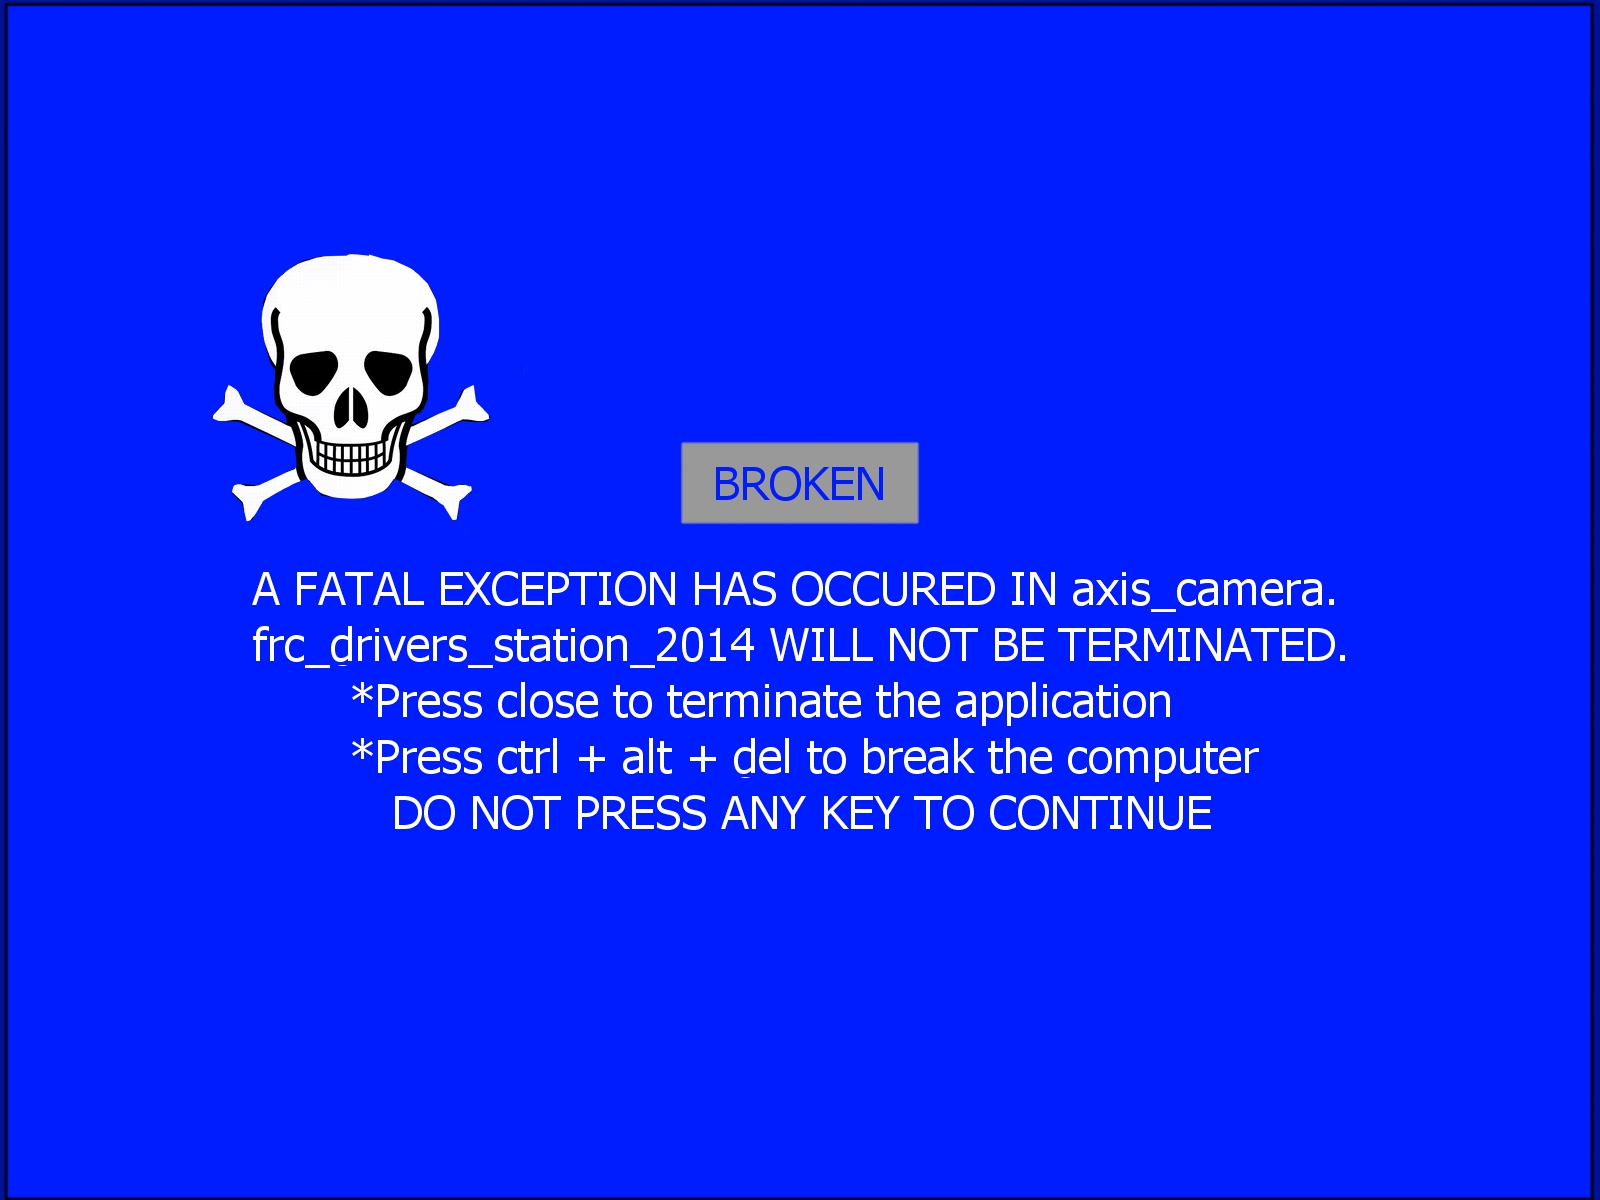 BROKEN
A FATAL EXCEPTION HAS OCCURED IN axis_camera.
frc_drivers_station_2014 WILL NOT BE TERMINATED.
*Press close to terminate the application
*Press ctrl + alt + del to break the computer
DO NOT PRESS ANY KEY TO CONTINUE